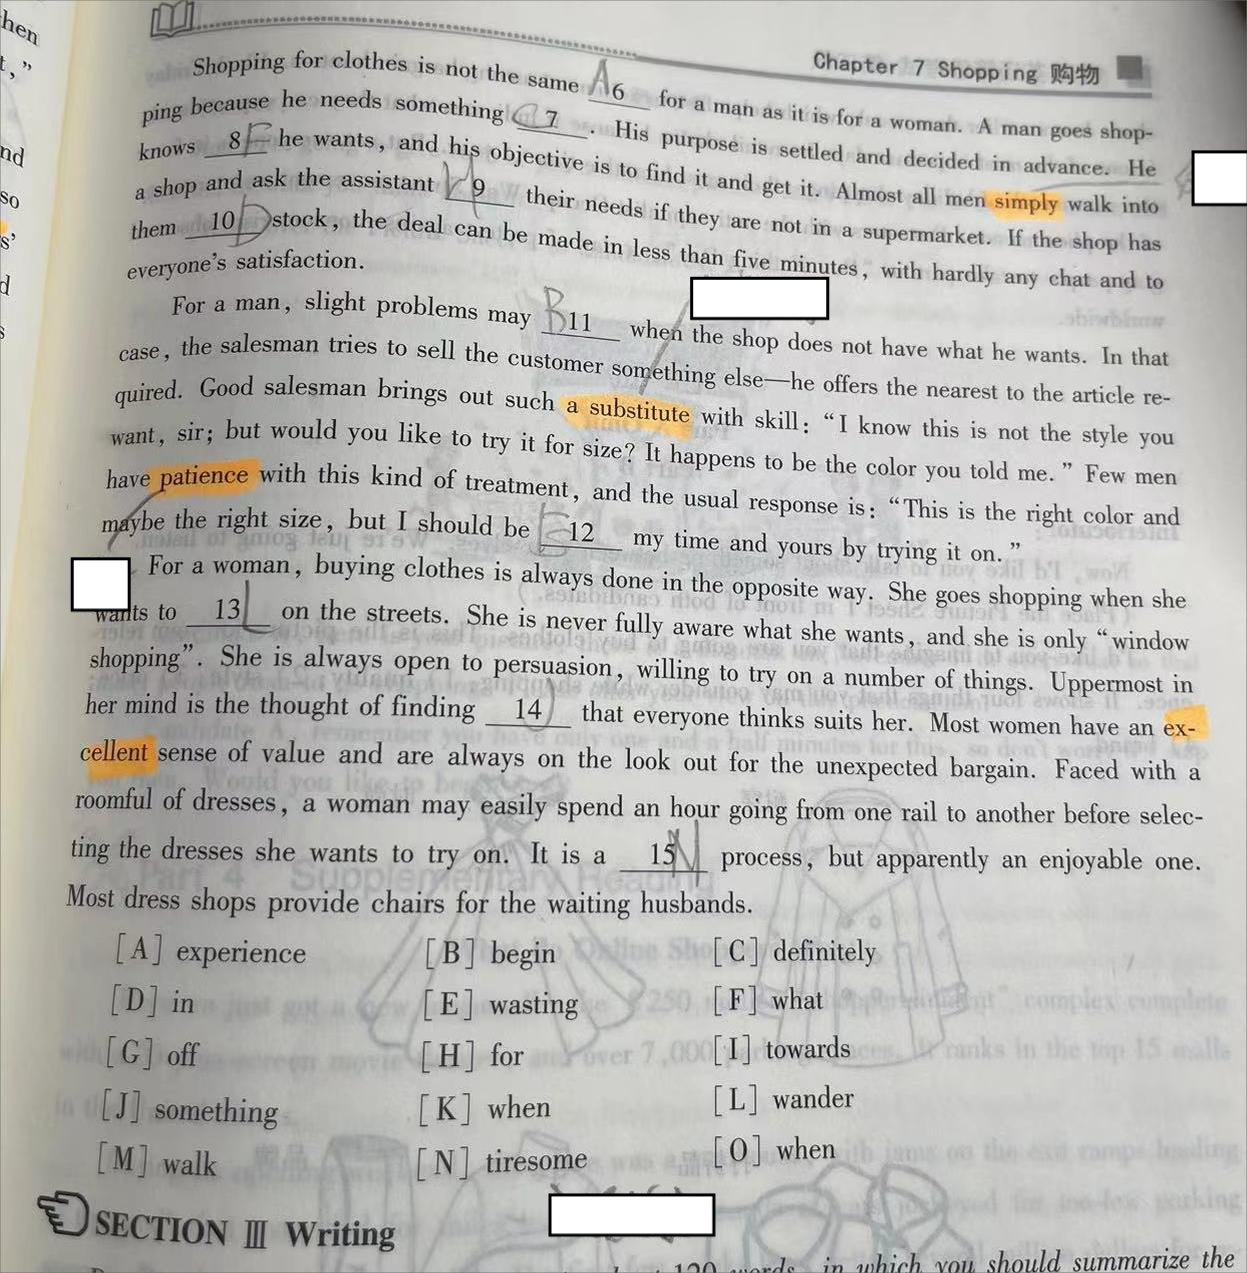 hen
t,”
nd
so
s’
d
s
Chapter 7 Shopping 购物
Shopping for clothes is not the same A 6 for a man as it is for a woman. A man goes shop-
ping because he needs something C 7 . His purpose is settled and decided in advance. He
knows 8 F he wants, and his objective is to find it and get it. Almost all men simply walk into
a shop and ask the assistant H 9 their needs if they are not in a supermarket. If the shop has
them 10 D stock, the deal can be made in less than five minutes, with hardly any chat and to
everyone’s satisfaction.
For a man, slight problems may B 11 when the shop does not have what he wants. In that
case, the salesman tries to sell the customer something else—he offers the nearest to the article re-
quired. Good salesman brings out such a substitute with skill: “I know this is not the style you
want, sir; but would you like to try it for size? It happens to be the color you told me.” Few men
have patience with this kind of treatment, and the usual response is: “This is the right color and
maybe the right size, but I should be E 12 my time and yours by trying it on.”
For a woman, buying clothes is always done in the opposite way. She goes shopping when she
wants to 13 L on the streets. She is never fully aware what she wants, and she is only “window
shopping”. She is always open to persuasion, willing to try on a number of things. Uppermost in
her mind is the thought of finding 14 J that everyone thinks suits her. Most women have an ex-
cellent sense of value and are always on the look out for the unexpected bargain. Faced with a
roomful of dresses, a woman may easily spend an hour going from one rail to another before selec-
ting the dresses she wants to try on. It is a 15 N process, but apparently an enjoyable one.
Most dress shops provide chairs for the waiting husbands.
[A] experience [B] begin [C] definitely
[D] in [E] wasting [F] what
[G] off [H] for [I] towards
[J] something [K] when [L] wander
[M] walk [N] tiresome [O] when
SECTION Ⅲ Writing
120 words, in which you should summarize the